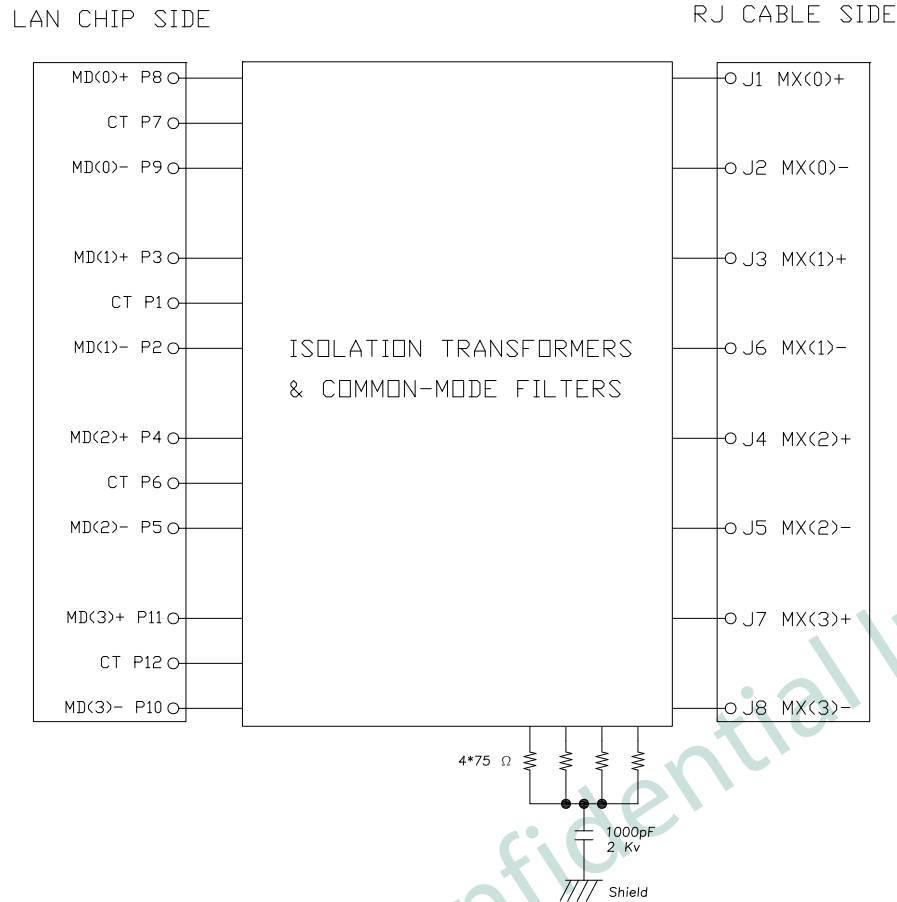 LAN CHIP SIDE
RJ CABLE SIDE
MD(0)+ P8
J1 MX(0)+
CT P7
MD(0)- P9
J2 MX(0)-
MD(1)+ P3
J3 MX(1)+
CT P1
MD(1)- P2
J6 MX(1)-
ISOLATION TRANSFORMERS
& COMMON-MODE FILTERS
MD(2)+ P4
J4 MX(2)+
CT P6
MD(2)- P5
J5 MX(2)-
MD(3)+ P11
J7 MX(3)+
CT P12
MD(3)- P10
J8 MX(3)-
4*75 Ω
1000pF
2 Kv
Shield